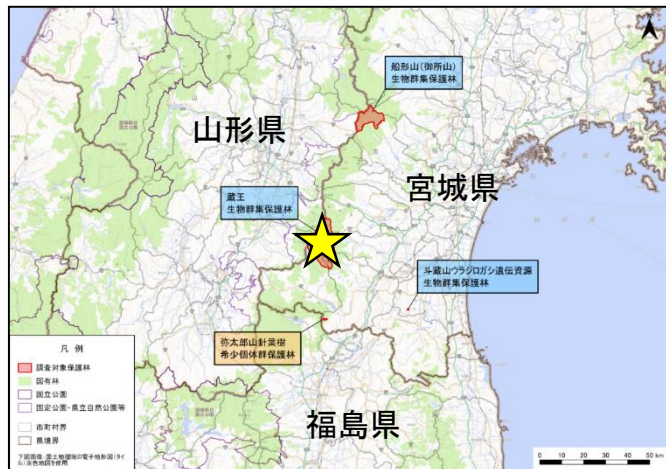 船形山(御所山)
生物群集保護林
山形県
宮城県
蔵王
生物群集保護林
斗蔵山ウラジロガシ遺伝資源
生物群集保護林
弥太郎山針葉樹
希少個体群保護林
福島県
凡 例
調査対象保護林
国有林
国立公園
国定公園・県立自然公園等
市町村界
県境界
下図画像:国土地理院の電子地形図(タイ
ル)淡色地図を使用
0 10 20 30 40 50 km